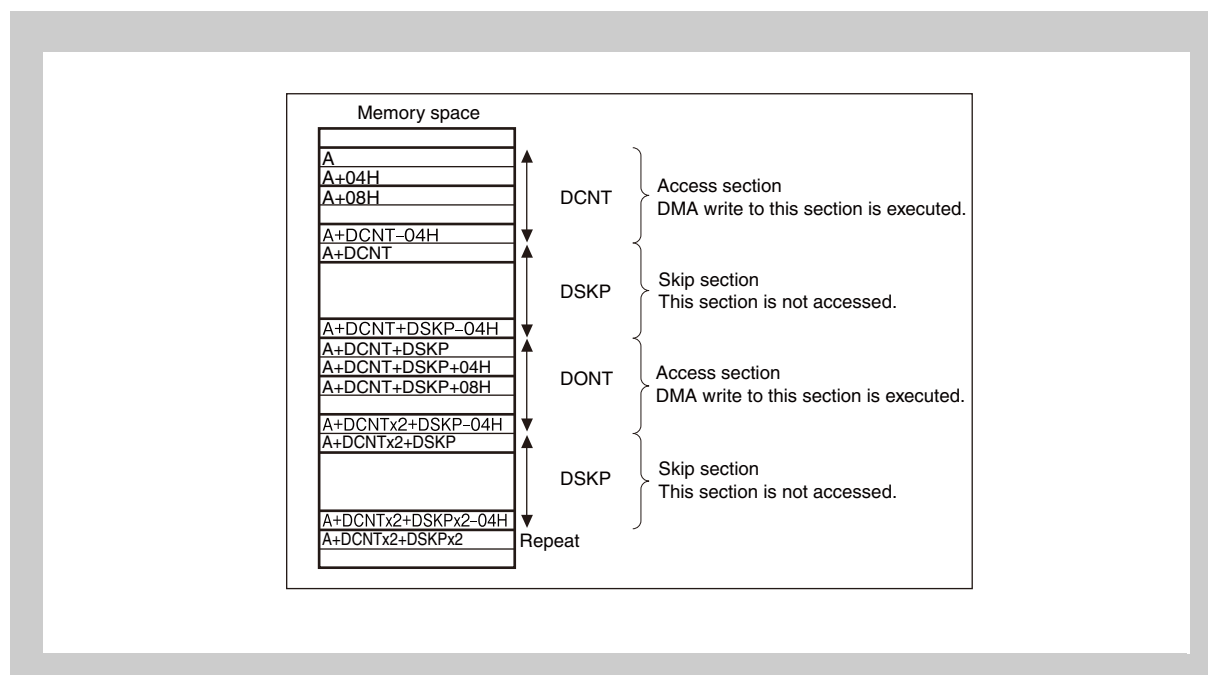 Memory space
A
A+04H
A+08H
A+DCNT–04H
A+DCNT
A+DCNT+DSKP–04H
A+DCNT+DSKP
A+DCNT+DSKP+04H
A+DCNT+DSKP+08H
A+DCNTx2+DSKP-04H
A+DCNTx2+DSKP
A+DCNTx2+DSKPx2-04H
A+DCNTx2+DSKPx2
DCNT
DSKP
DONT
DSKP
Repeat
Access section
DMA write to this section is executed.
Skip section
This section is not accessed.
Access section
DMA write to this section is executed.
Skip section
This section is not accessed.